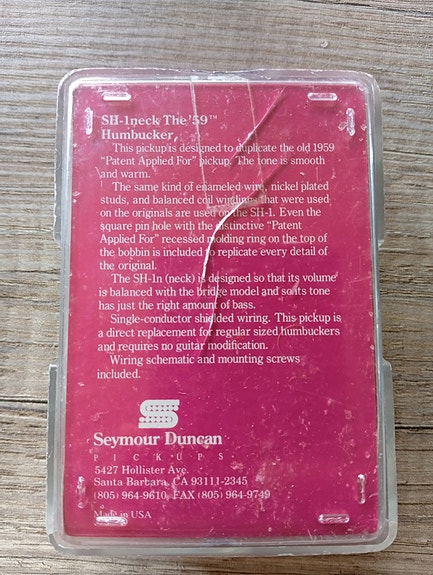 SH-1neck The '59™
Humbucker
This pickup is designed to duplicate the old 1959
"Patent Applied For" pickup. The tone is smooth
and warm.
The same kind of enameled wire, nickel plated
studs, and balanced coil windings that were used
on the originals are used on the SH-1. Even the
square pin hole with the distinctive "Patent
Applied For" recessed molding ring on the top of
the bobbin is included to replicate every detail of
the original.
The SH-1n (neck) is designed so that its volume
is balanced with the bridge model and so its tone
has just the right amount of bass.
Single-conductor shielded wiring. This pickup is
a direct replacement for regular sized humbuckers
and requires no guitar modification.
Wiring schematic and mounting screws
included.
Seymour Duncan
PICKUPS
5427 Hollister Ave.
Santa Barbara, CA 93111-2345
(805) 964-9610, FAX (805) 964-9749
Made in USA